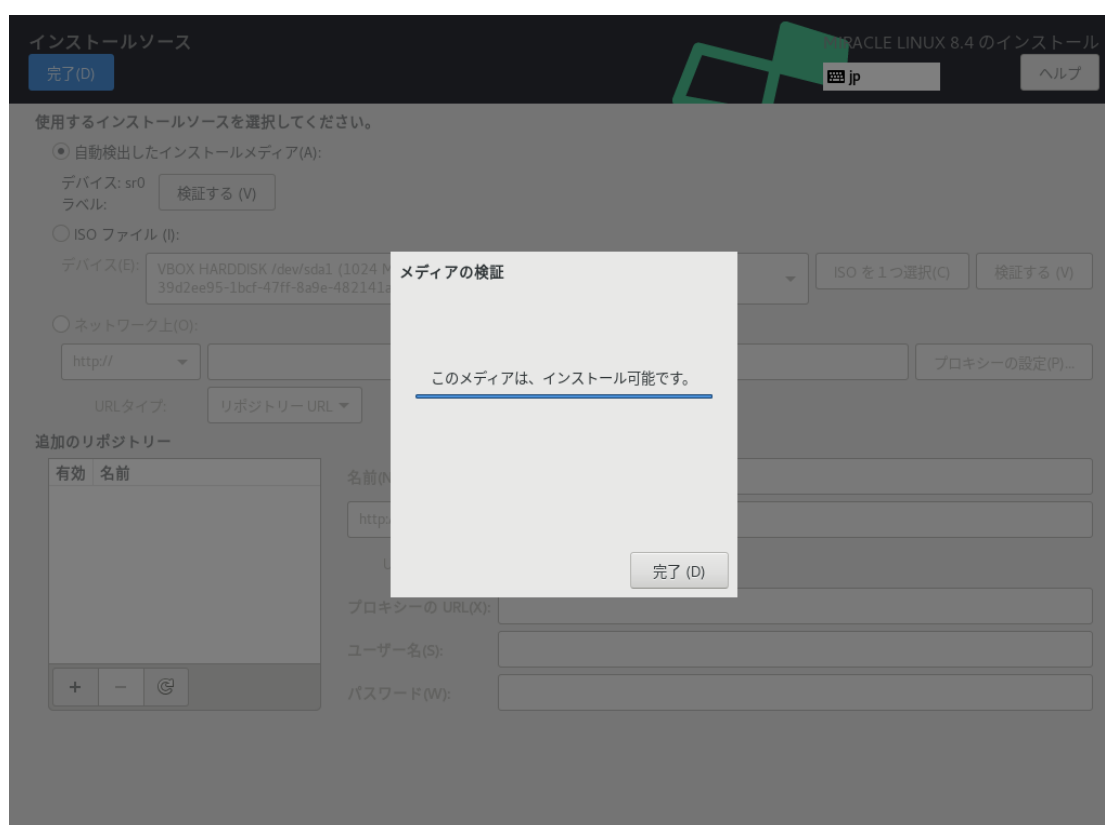 インストールソース
MIRACLE LINUX 8.4 のインストール
完了(D)
jp
ヘルプ
使用するインストールソースを選択してください。
自動検出したインストールメディア(A):
デバイス: sr0
ラベル:
検証する (V)
ISO ファイル (I):
デバイス(E):
VBOX HARDDISK /dev/sda1 (1024 M
39d2ee95-1bcf-47ff-8a9e-482141a
ISO を 1 つ選択(C)
検証する (V)
メディアの検証
ネットワーク上(O):
http://
プロキシーの設定(P)...
このメディアは、インストール可能です。
URLタイプ:
リポジトリー URL
追加のリポジトリー
有効 名前
名前(N
http:
U
完了 (D)
プロキシーの URL(X):
ユーザー名(S):
パスワード(W):